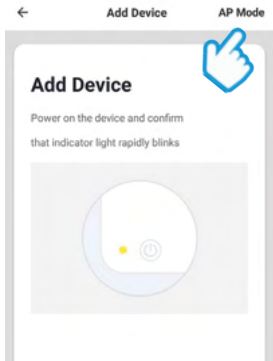 Add Device
AP Mode
Add Device
Power on the device and confirm
that indicator light rapidly blinks